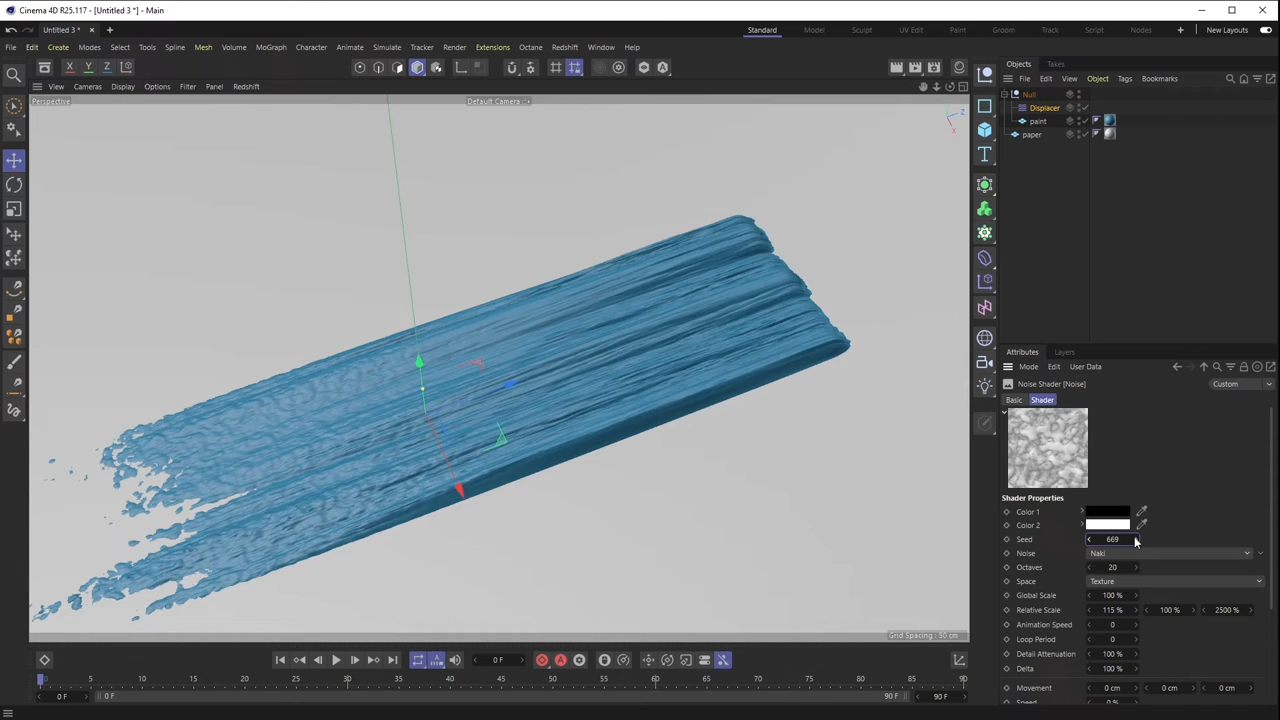 Cinema 4D R25.117 - [Untitled 3 *] - Main
Untitled 3 *
Standard Model Sculpt UV Edit Paint Groom Track Script Nodes New Layouts
File Edit Create Modes Select Tools Spline Mesh Volume MoGraph Character Animate Simulate Tracker Render Extensions Octane Redshift Window Help
X Y Z
Objects Takes
View Cameras Display Options Filter Panel Redshift
File Edit View Object Tags Bookmarks
Perspective
Default Camera
Null
Displacer
paint
paper
Z
X
Attributes Layers
Mode Edit User Data
Noise Shader [Noise]
Custom
Basic Shader
Shader Properties
Color 1
Color 2
Seed 669
Noise Naki
Octaves 20
Space Texture
Global Scale 100 %
Relative Scale 115 % 100 % 2500 %
Animation Speed 0
Loop Period 0
Detail Attenuation 100 %
Delta 100 %
Movement 0 cm 0 cm 0 cm
Speed 0 %
Grid Spacing : 50 cm
0 F
0 5 10 15 20 25 30 35 40 45 50 55 60 65 70 75 80 85 90
0 F 0 F 90 F 90 F